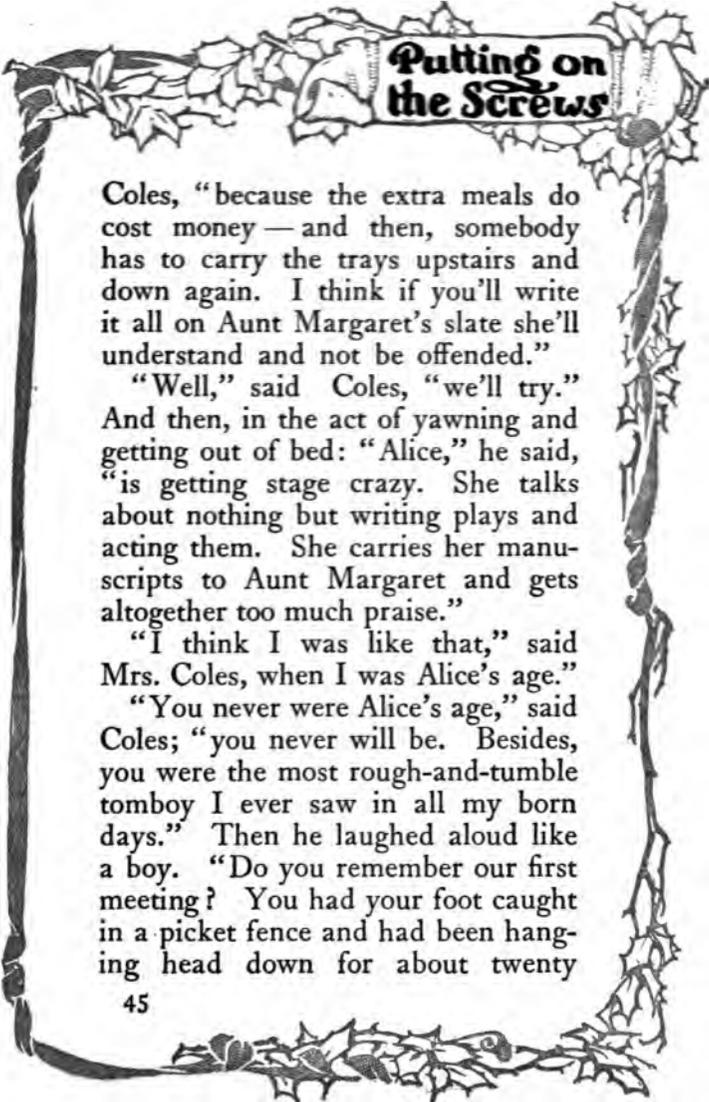 Putting on
the Screws
Coles, "because the extra meals do
cost money — and then, somebody
has to carry the trays upstairs and
down again. I think if you'll write
it all on Aunt Margaret's slate she'll
understand and not be offended."
"Well," said Coles, "we'll try."
And then, in the act of yawning and
getting out of bed: "Alice," he said,
"is getting stage crazy. She talks
about nothing but writing plays and
acting them. She carries her manu-
scripts to Aunt Margaret and gets
altogether too much praise."
"I think I was like that," said
Mrs. Coles, when I was Alice's age."
"You never were Alice's age," said
Coles; "you never will be. Besides,
you were the most rough-and-tumble
tomboy I ever saw in all my born
days." Then he laughed aloud like
a boy. "Do you remember our first
meeting? You had your foot caught
in a picket fence and had been hang-
ing head down for about twenty
45